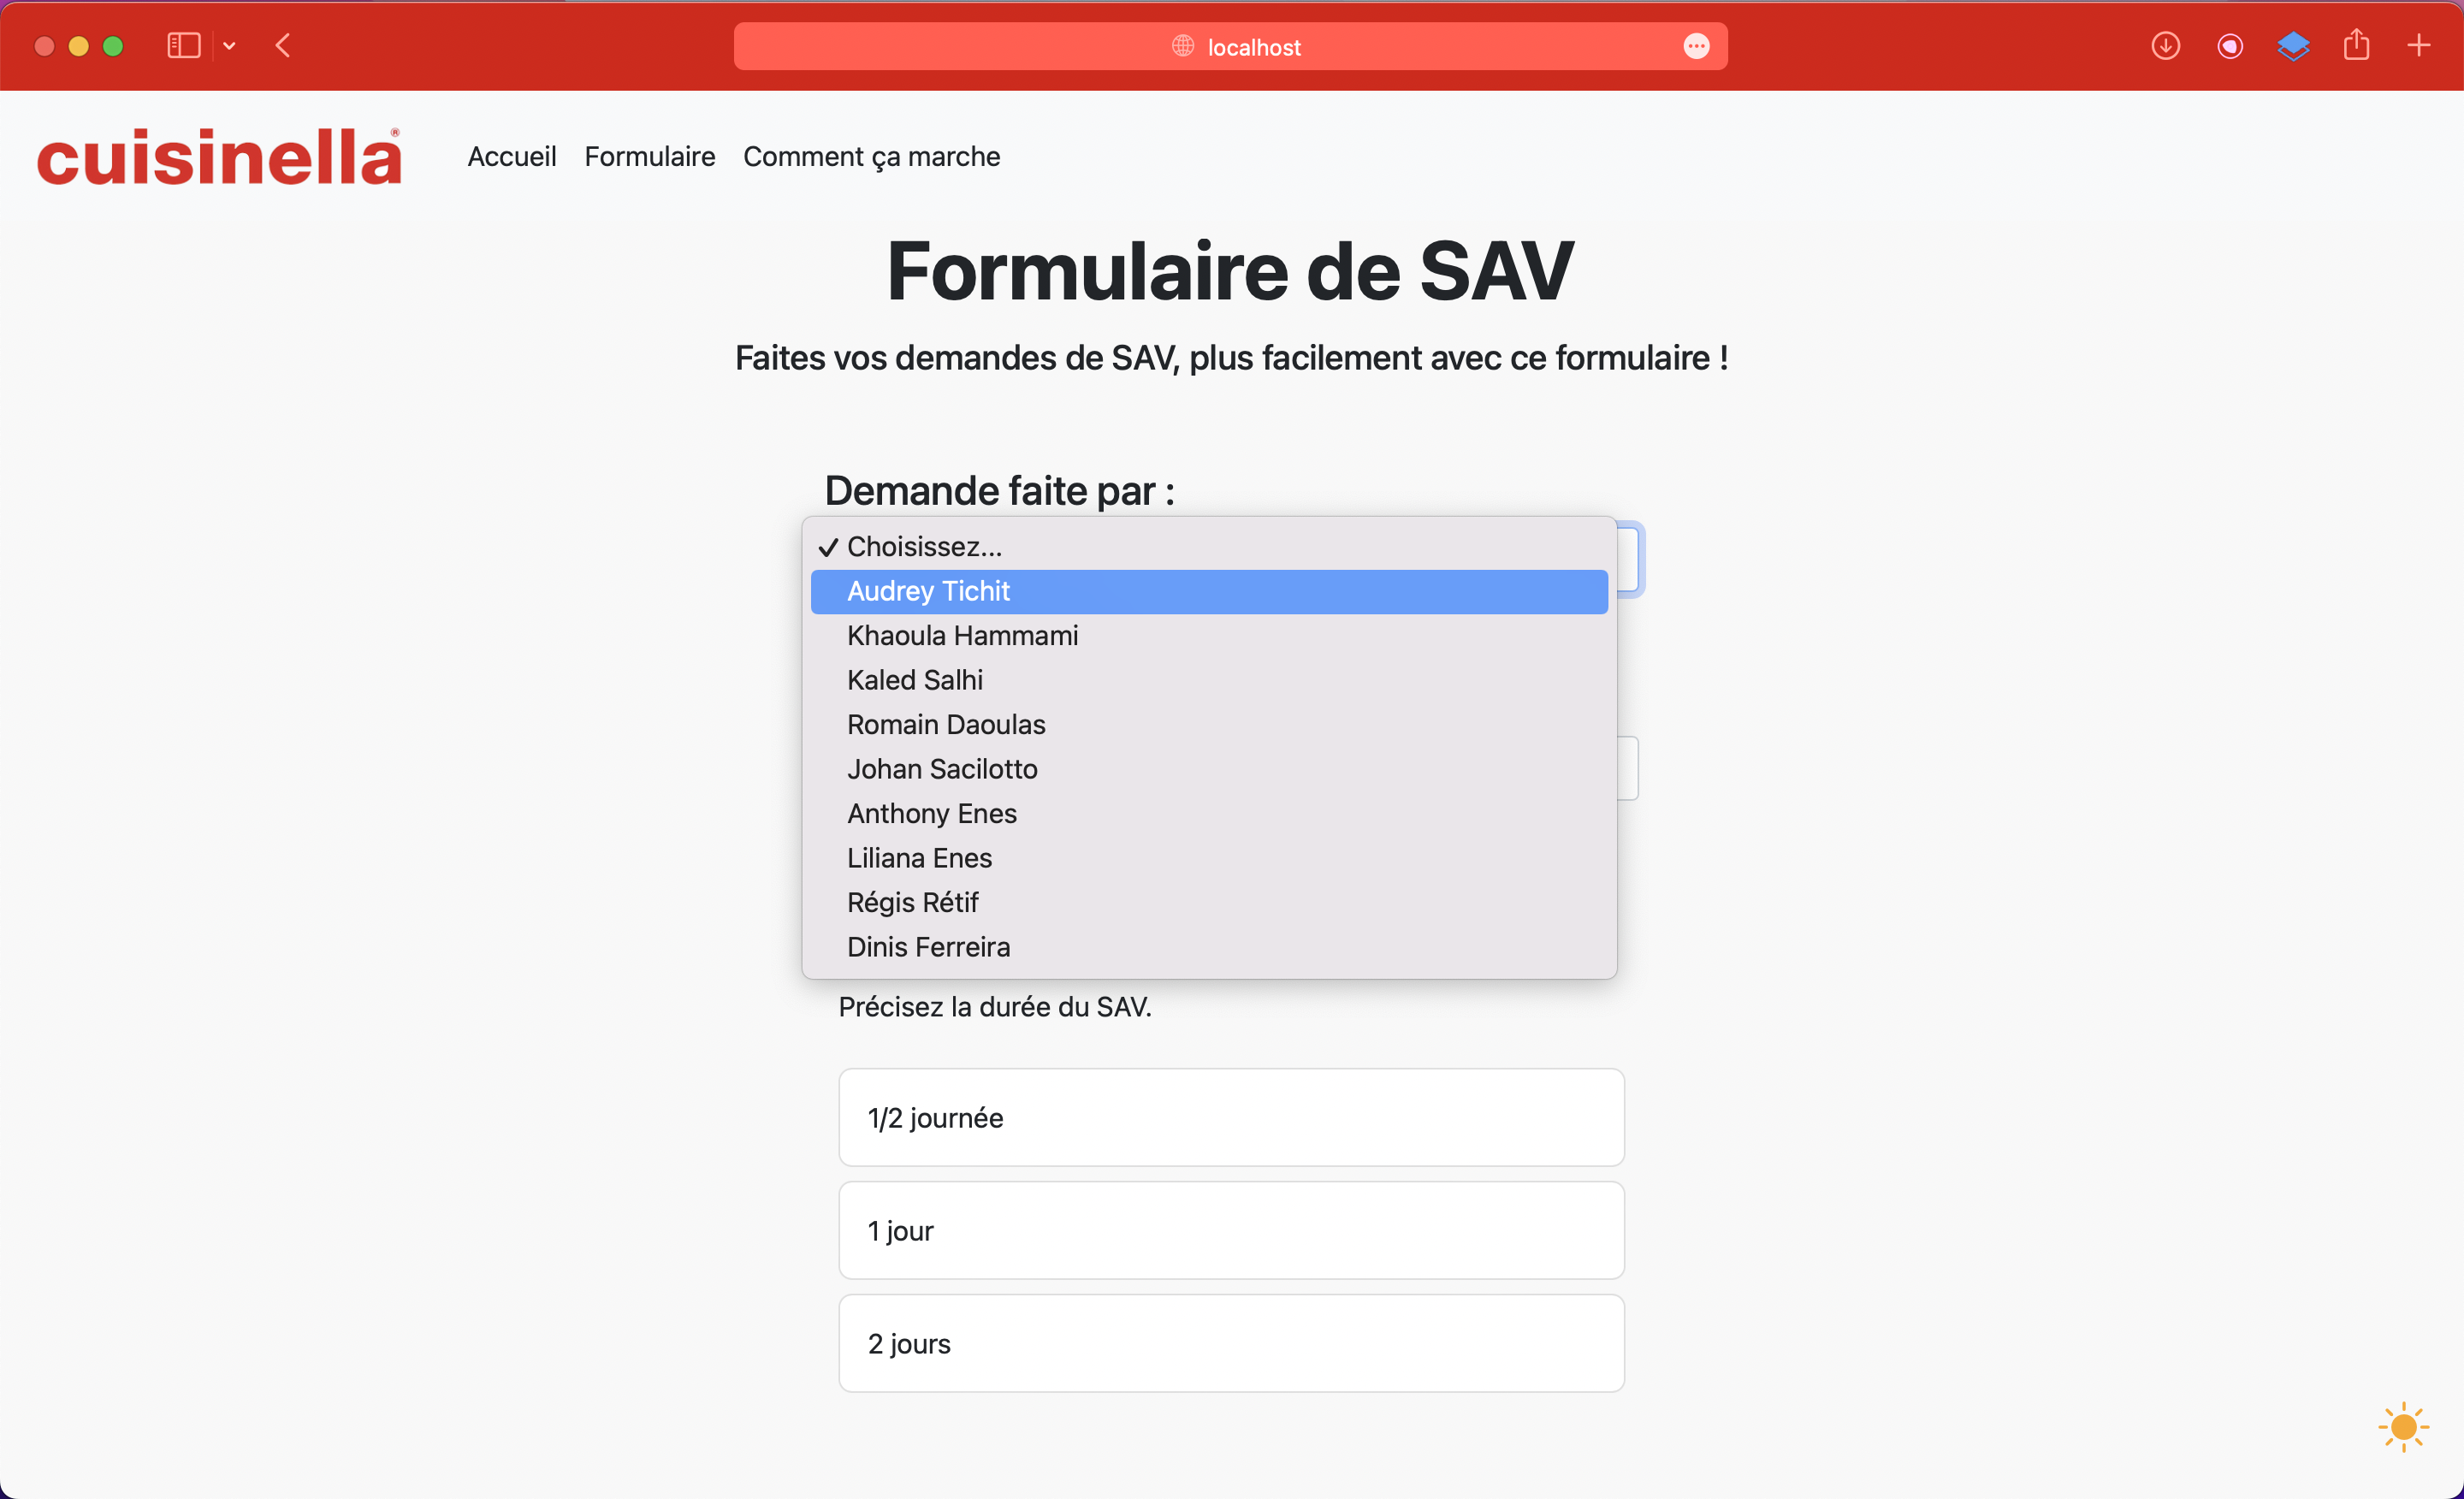 localhost
cuisinella®
Accueil Formulaire Comment ça marche
Formulaire de SAV
Faites vos demandes de SAV, plus facilement avec ce formulaire !
Demande faite par :
✓ Choisissez...
Audrey Tichit
Khaoula Hammami
Kaled Salhi
Romain Daoulas
Johan Sacilotto
Anthony Enes
Liliana Enes
Régis Rétif
Dinis Ferreira
Précisez la durée du SAV.
1/2 journée
1 jour
2 jours